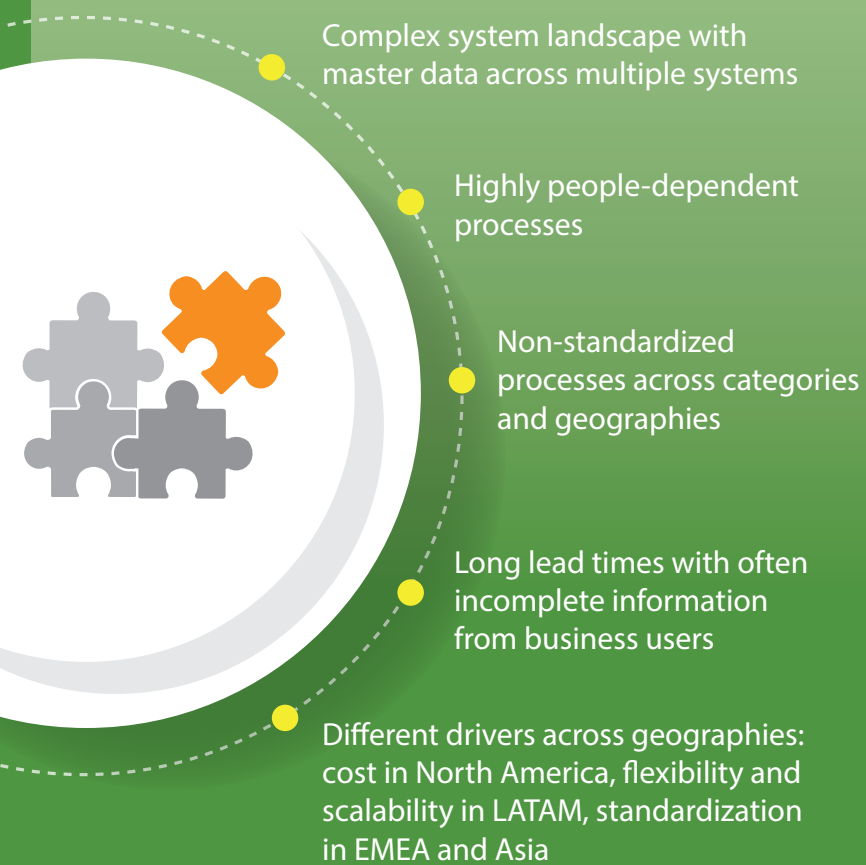 Complex system landscape with
master data across multiple systems
Highly people-dependent
processes
Non-standardized
processes across categories
and geographies
Long lead times with often
incomplete information
from business users
Different drivers across geographies:
cost in North America, flexibility and
scalability in LATAM, standardization
in EMEA and Asia